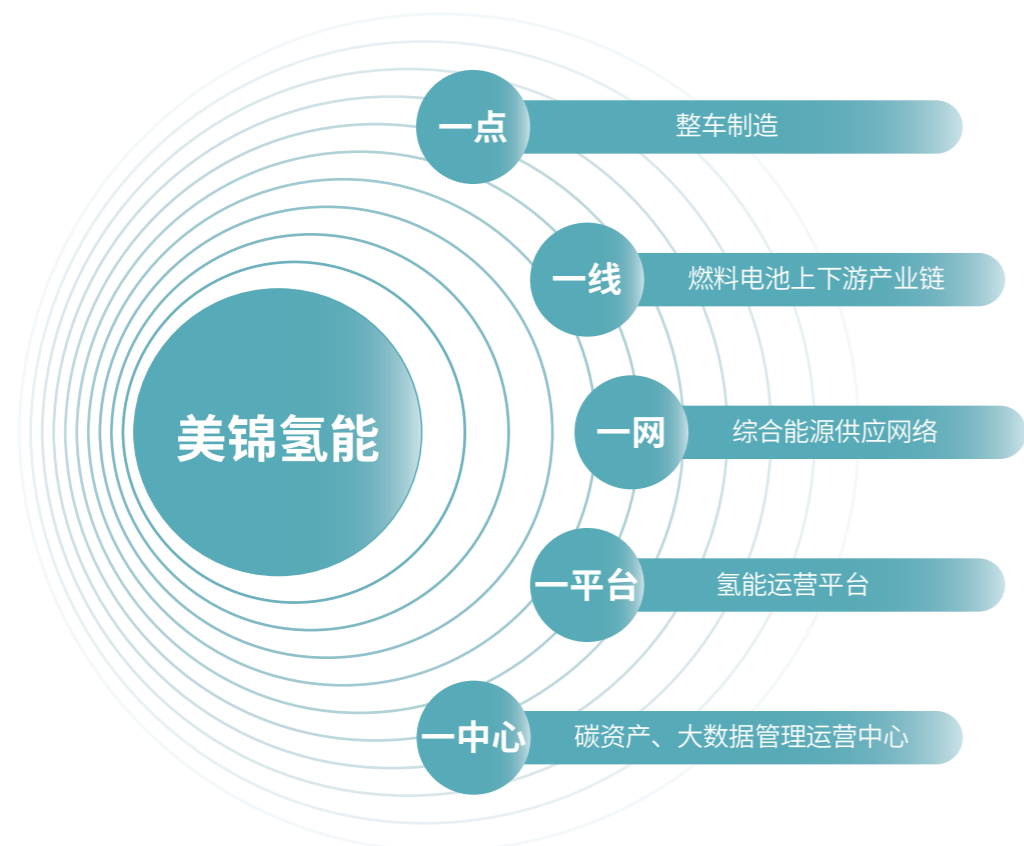 一点
整车制造
一线
燃料电池上下游产业链
美锦氢能
一网
综合能源供应网络
一平台
氢能运营平台
一中心
碳资产、大数据管理运营中心